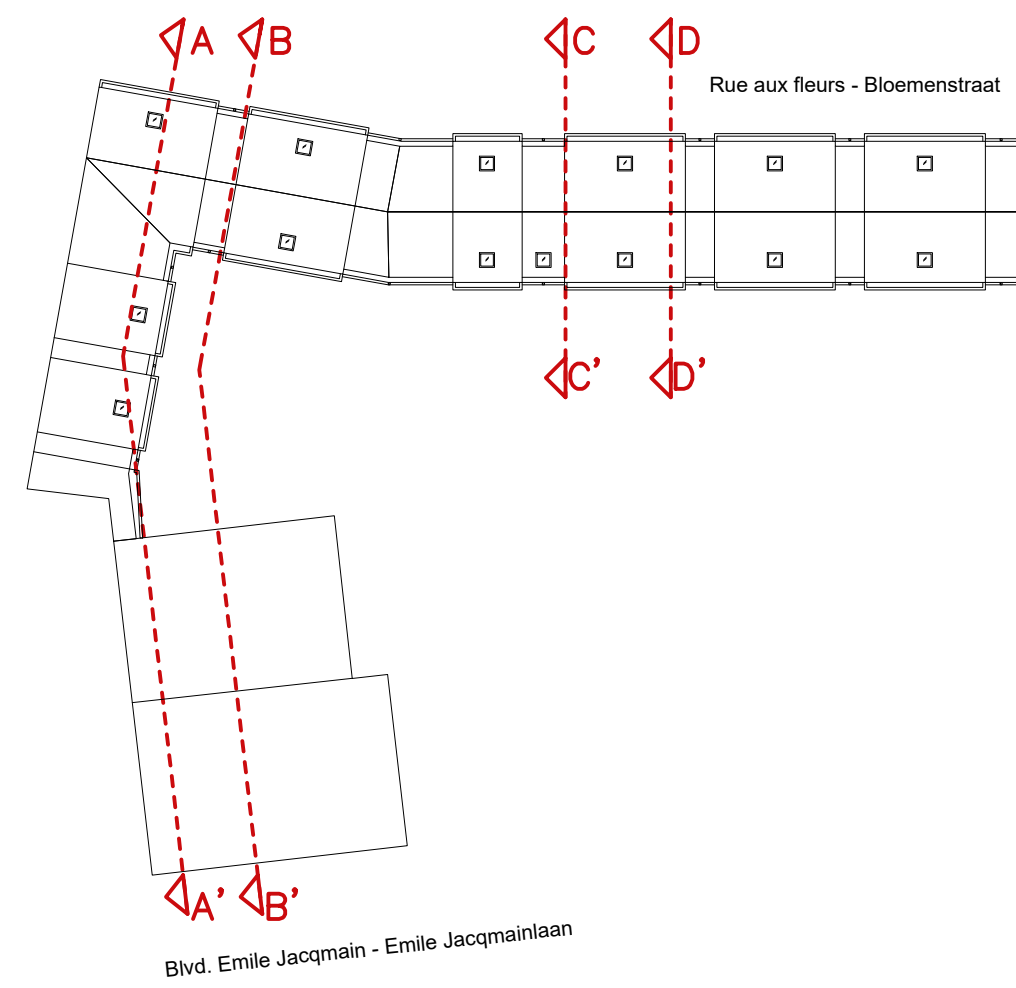 A
B
C
D
Rue aux fleurs - Bloemenstraat
C'
D'
A'
B'
Blvd. Emile Jacqmain - Emile Jacqmainlaan